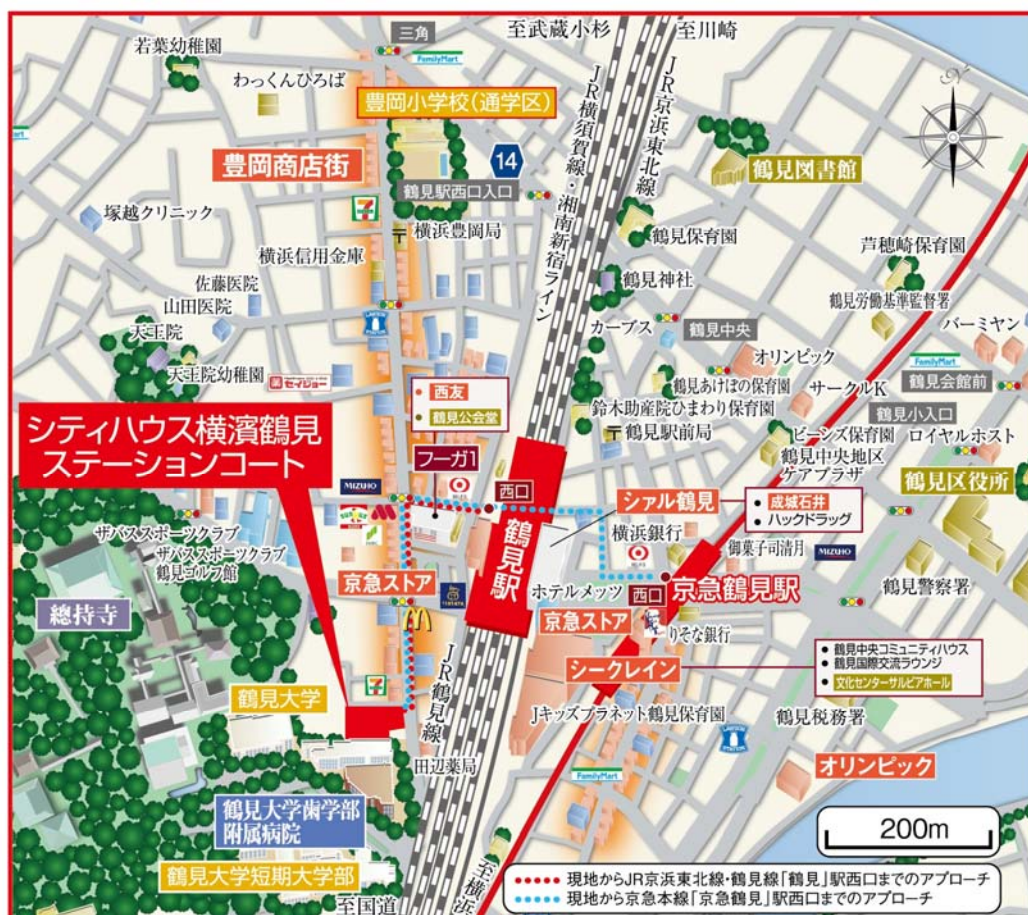 至武蔵小杉
至川崎
三角
FamilyMart
若葉幼稚園
わっくんひろば
豊岡小学校(通学区)
JR横須賀線・湘南新宿ライン
JR京浜東北線
14
豊岡商店街
鶴見駅西口入口
鶴見図書館
塚越クリニック
横浜豊岡局
鶴見保育園
横浜信用金庫
芦穂崎保育園
佐藤医院
山田医院
鶴見神社
鶴見労働基準監督署
天王院
LAWSON
STATION
カーブス
鶴見中央
バーミヤン
オリンピック
FamilyMart
天王院幼稚園
セイジョー
西友
鶴見公会堂
鶴見あけぼの保育園
サークルK
鶴見会館前
鈴木助産院ひまわり保育園
鶴見小入口
シティハウス横濱鶴見
ステーションコート
鶴見駅前局
ビーンズ保育園
鶴見中央地区
ケアプラザ
ロイヤルホスト
フーガ1
鶴見区役所
MIZUHO
西口
シァル鶴見
成城石井
ハックドラッグ
ザバススポーツクラブ
ザバススポーツクラブ
鶴見ゴルフ館
鶴見駅
横浜銀行
御菓子司清月
MIZUHO
京急ストア
ホテルメッツ
西口
京急鶴見駅
鶴見警察署
總持寺
京急ストア
りそな銀行
シークレイン
鶴見中央コミュニティハウス
鶴見国際交流ラウンジ
文化センターサルビアホール
鶴見大学
JR鶴見線
Jキッズプラネット鶴見保育園
鶴見税務署
LAWSON
STATION
田辺薬局
FamilyMart
オリンピック
鶴見大学歯学部
附属病院
200m
鶴見大学短期大学部
至国道
至横浜
現地からJR京浜東北線・鶴見線「鶴見」駅西口までのアプローチ
現地から京急本線「京急鶴見」駅西口までのアプローチ